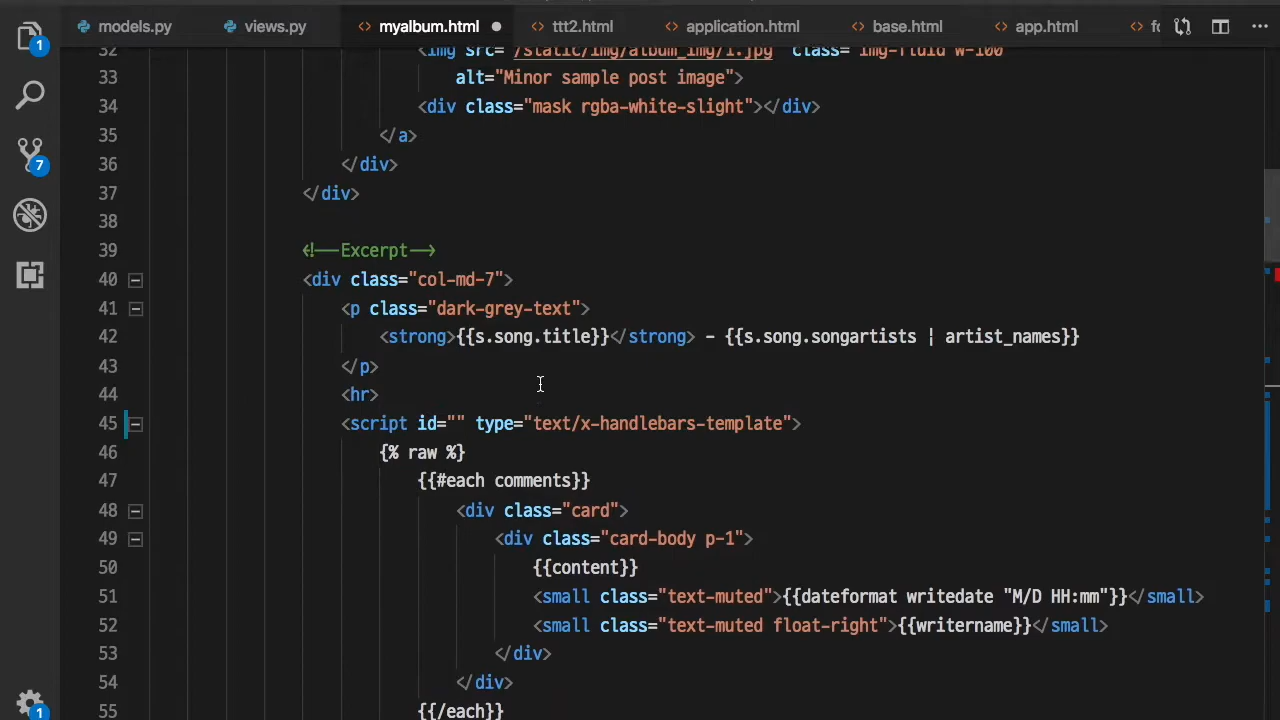 models.py views.py myalbum.html ttt2.html application.html base.html app.html fo
1
32 <img src="/static/img/album_img/1.jpg" class="img-fluid w-100"
33 alt="Minor sample post image">
34 <div class="mask rgba-white-slight"></div>
7
35 </a>
36 </div>
37 </div>
38
39 <!--Excerpt-->
40 <div class="col-md-7">
41 <p class="dark-grey-text">
42 <strong>{{s.song.title}}</strong> - {{s.song.songartists | artist_names}}
43 </p>
44 <hr>
45 <script id="" type="text/x-handlebars-template">
46 {% raw %}
47 {{#each comments}}
48 <div class="card">
49 <div class="card-body p-1">
50 {{content}}
51 <small class="text-muted">{{dateformat writedate "M/D HH:mm"}}</small>
52 <small class="text-muted float-right">{{writername}}</small>
53 </div>
54 </div>
55 {{/each}}
1